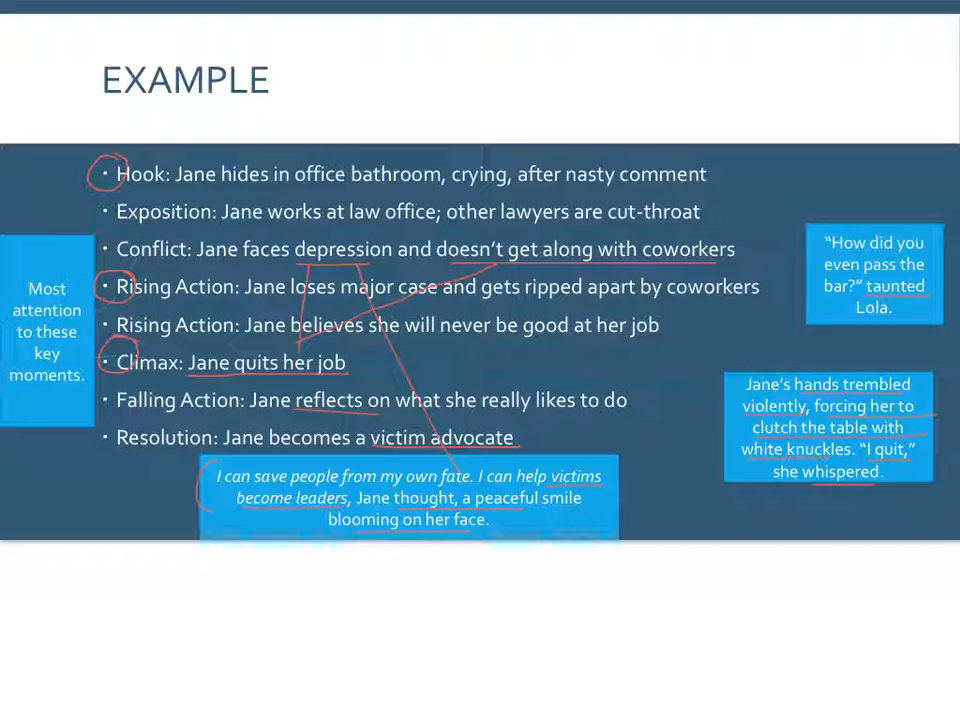 EXAMPLE
▪ Hook: Jane hides in office bathroom, crying, after nasty comment
▪ Exposition: Jane works at law office; other lawyers are cut-throat
▪ Conflict: Jane faces depression and doesn't get along with coworkers
▪ Rising Action: Jane loses major case and gets ripped apart by coworkers
▪ Rising Action: Jane believes she will never be good at her job
▪ Climax: Jane quits her job
▪ Falling Action: Jane reflects on what she really likes to do
▪ Resolution: Jane becomes a victim advocate
Most
attention
to these
key
moments.
“How did you
even pass the
bar?” taunted
Lola.
Jane's hands trembled
violently, forcing her to
clutch the table with
white knuckles. “I quit,”
she whispered.
I can save people from my own fate. I can help victims
become leaders, Jane thought, a peaceful smile
blooming on her face.